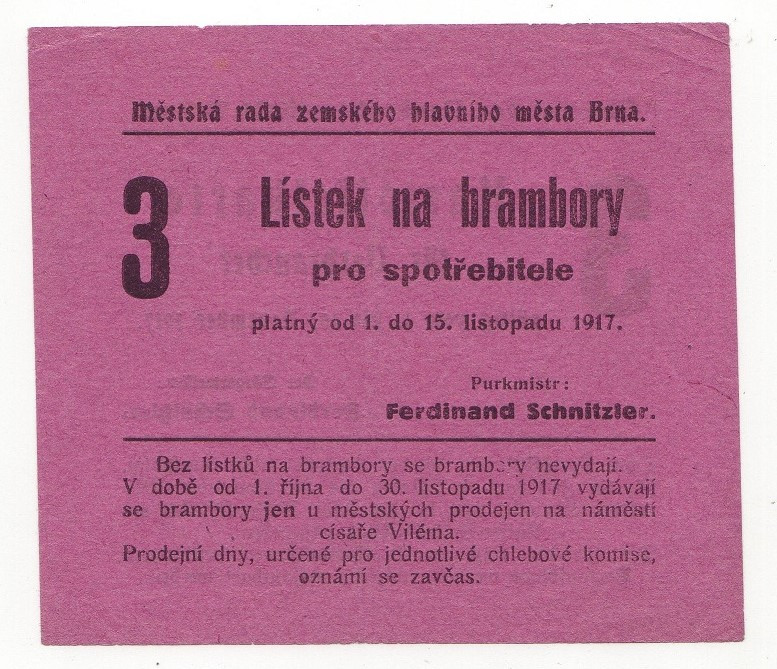 Městská rada zemského hlavního města Brna.
3
Lístek na brambory
pro spotřebitele
platný od 1. do 15. listopadu 1917.
Purkmistr:
Ferdinand Schnitzler.
Bez lístků na brambory se brambory nevydají.
V době od 1. října do 30. listopadu 1917 vydávají
se brambory jen u městských prodejen na náměstí
císaře Viléma.
Prodejní dny, určené pro jednotlivé chlebové komise,
oznámí se zavčas.